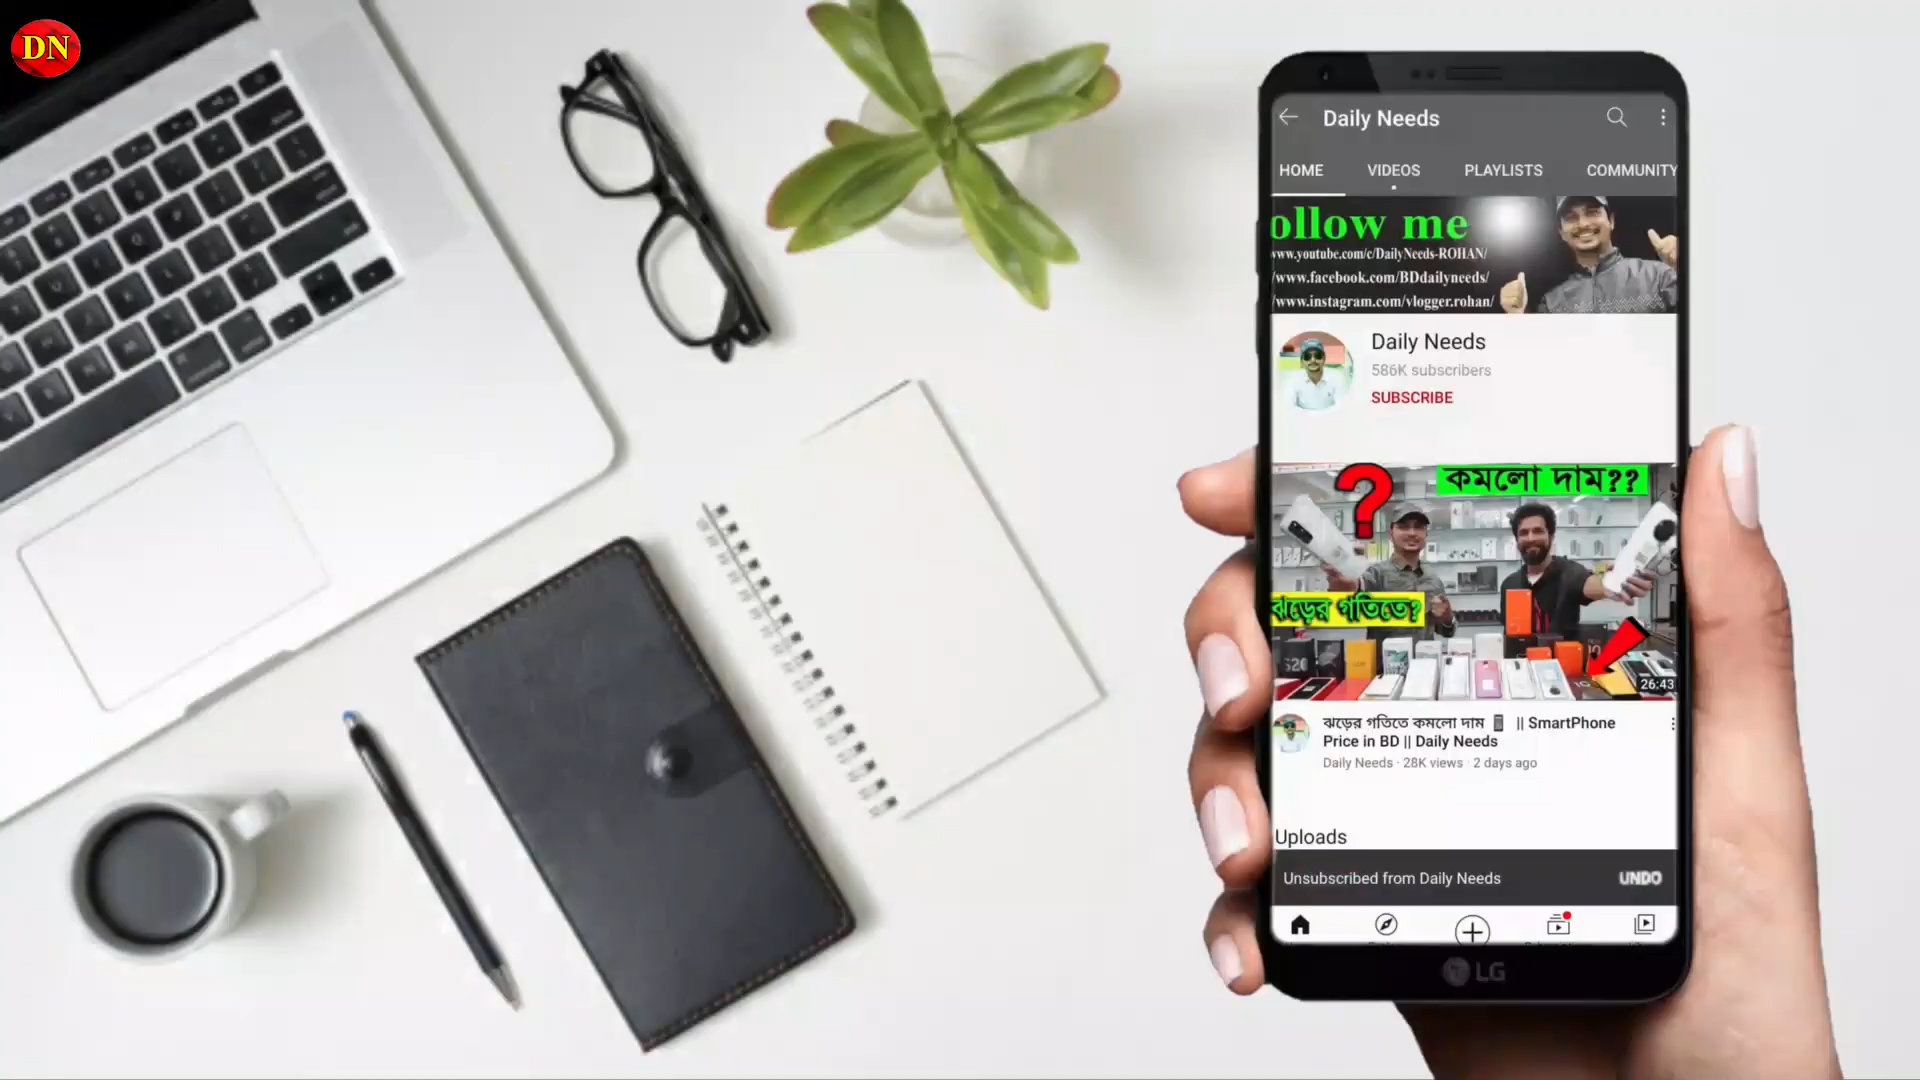 DN
Daily Needs
HOME VIDEOS PLAYLISTS COMMUNITY
ollow me
www.youtube.com/c/DailyNeeds-ROHAN/
/www.facebook.com/BDdailyneeds/
/www.instagram.com/vlogger.rohan/
Daily Needs
586K subscribers
SUBSCRIBE
?
কমলো দাম??
ঝড়ের গতিতে?
S20
26:43
ঝড়ের গতিতে কমলো দাম 📱 || SmartPhone
Price in BD || Daily Needs
Daily Needs · 28K views · 2 days ago
Uploads
Unsubscribed from Daily Needs UNDO
LG